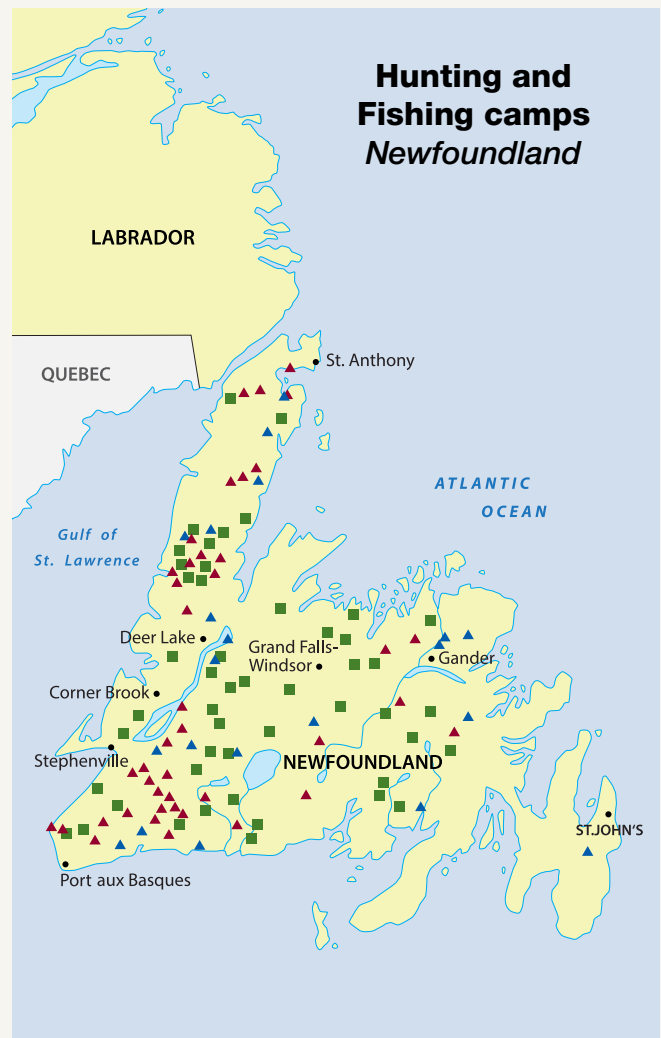 Hunting and
Fishing camps
Newfoundland
LABRADOR
St. Anthony
QUEBEC
ATLANTIC
OCEAN
Gulf of
St. Lawrence
Deer Lake
Grand Falls-
Windsor
Gander
Corner Brook
Stephenville
NEWFOUNDLAND
ST.JOHN'S
Port aux Basques